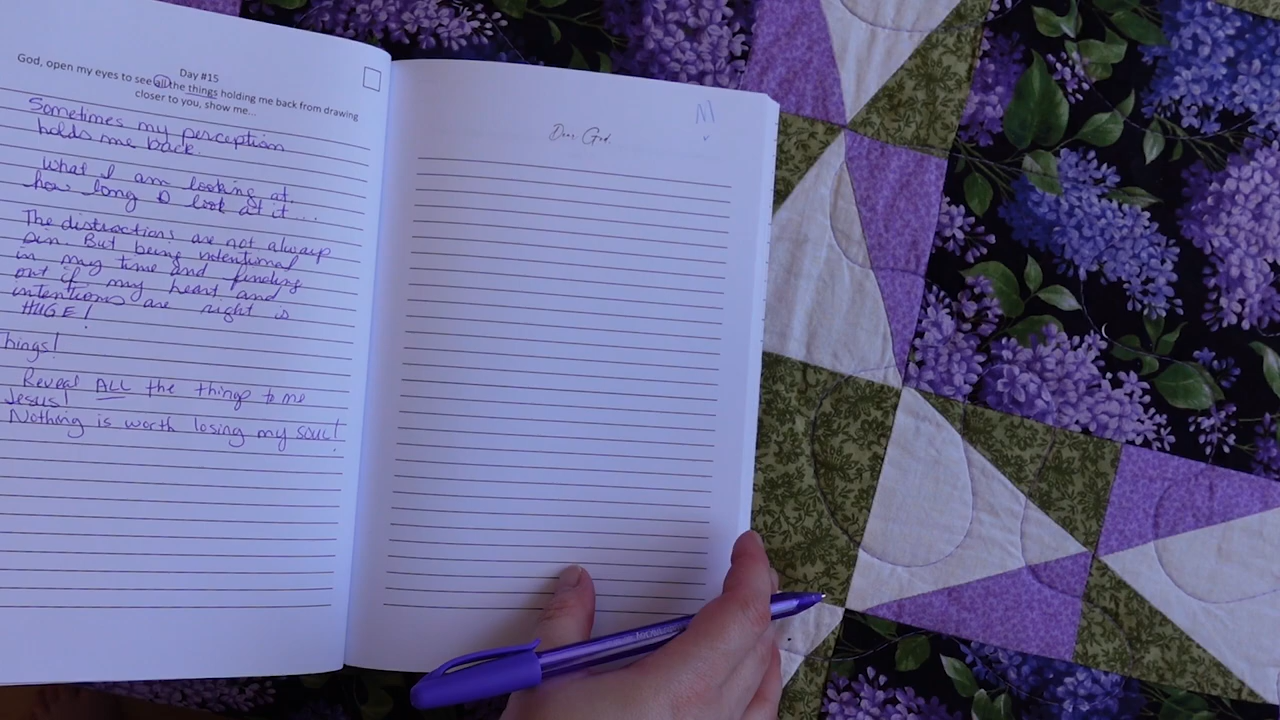 Day #15
God, open my eyes to see all the things holding me back from drawing
closer to you, show me...
Sometimes my perception
holds me back.
What I am looking at.
how long I look at it...
The distractions are not always
sin. But being intentional
in my time and finding
out if my heart and
intentions are right is
HUGE!
Things!
Reveal ALL the things to me
Jesus!
Nothing is worth losing my soul!
Dear God,